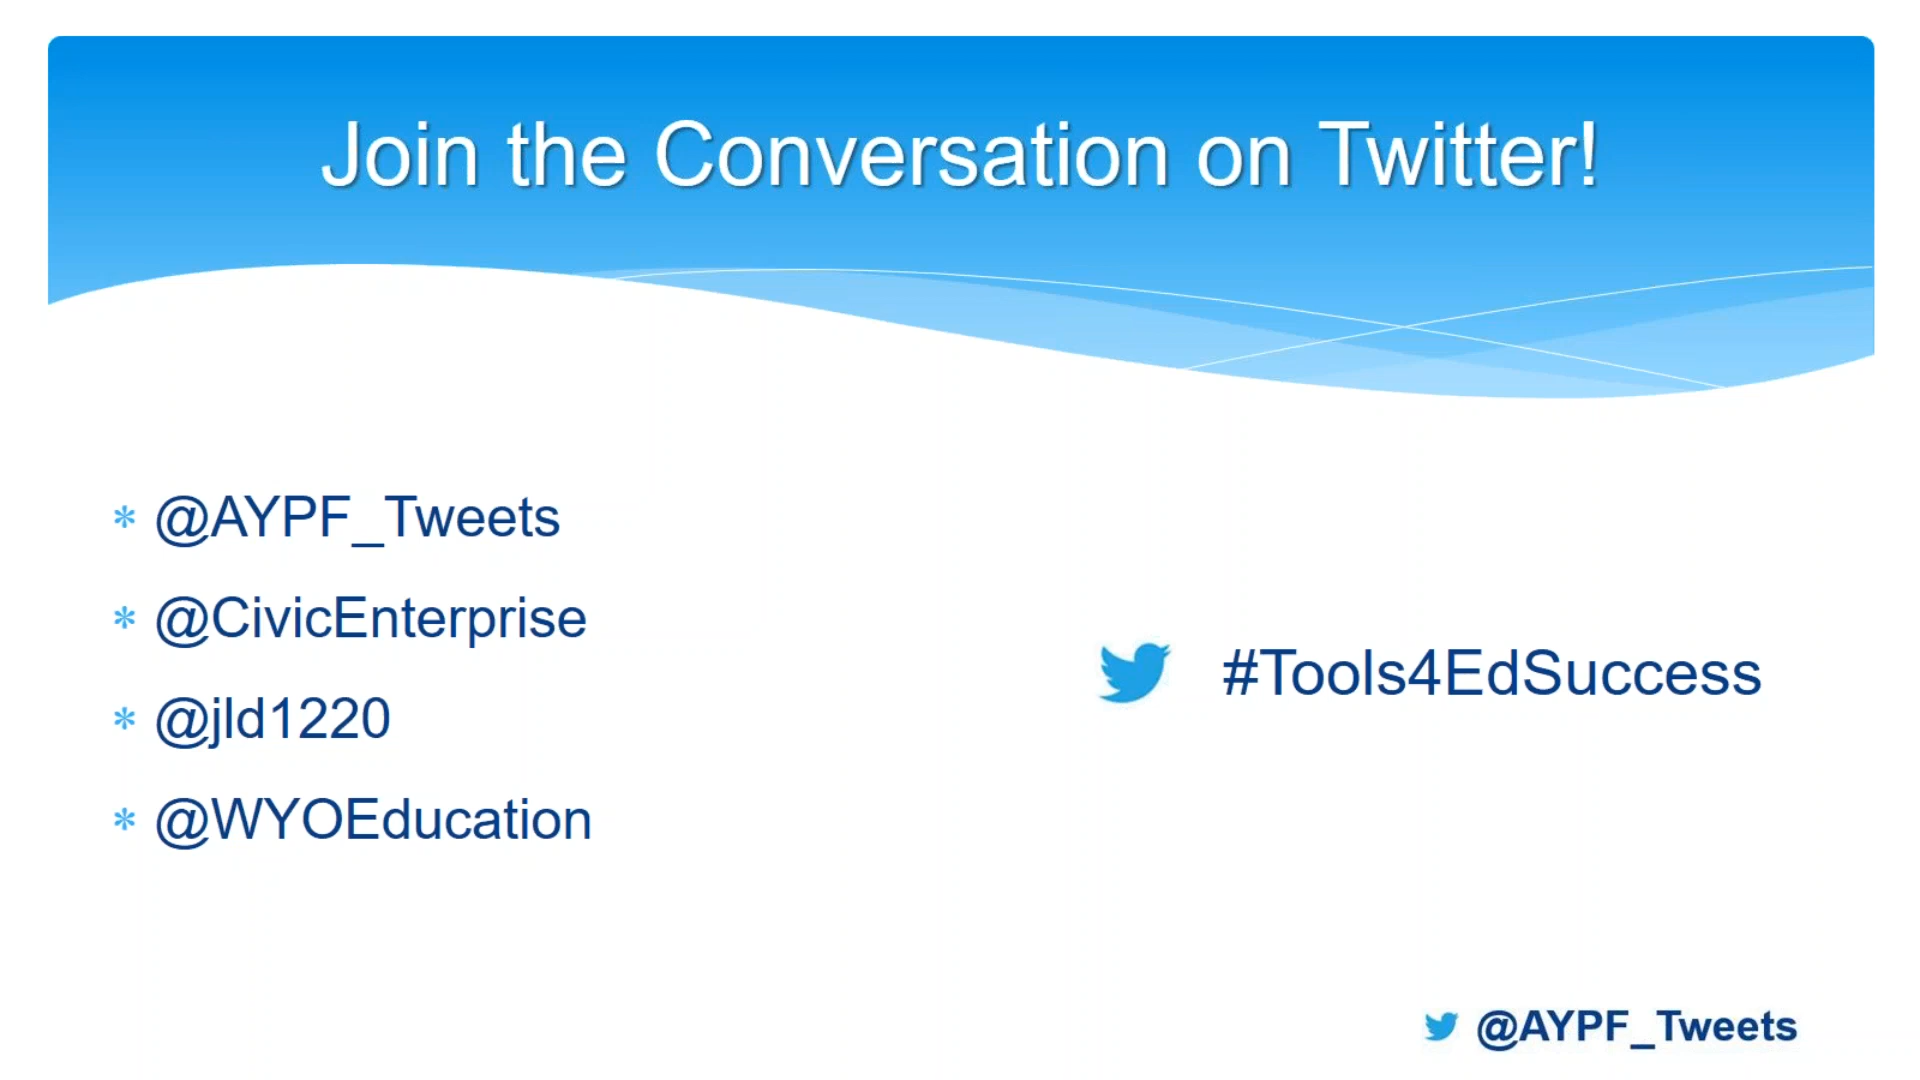 Join the Conversation on Twitter!
* @AYPF_Tweets
* @CivicEnterprise
* @jld1220
* @WYOEducation
#Tools4EdSuccess
@AYPF_Tweets